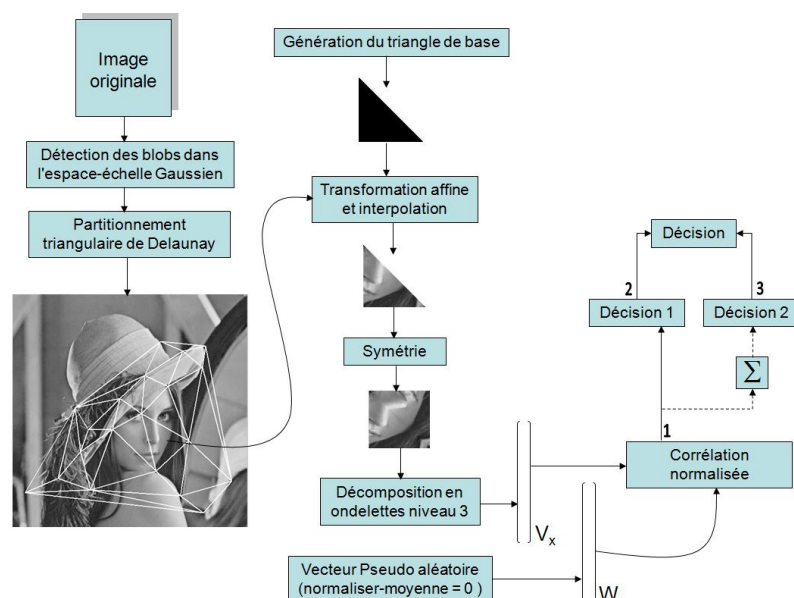 Image
originale
Détection des blobs dans
l'espace-échelle Gaussien
Partitionnement
triangulaire de Delaunay
Génération du triangle de base
Transformation affine
et interpolation
Symétrie
Décomposition en
ondelettes niveau 3
Vecteur Pseudo aléatoire
(normaliser-moyenne = 0 )
Vx
W
Corrélation
normalisée
1
Σ
Décision 1
Décision 2
2
3
Décision